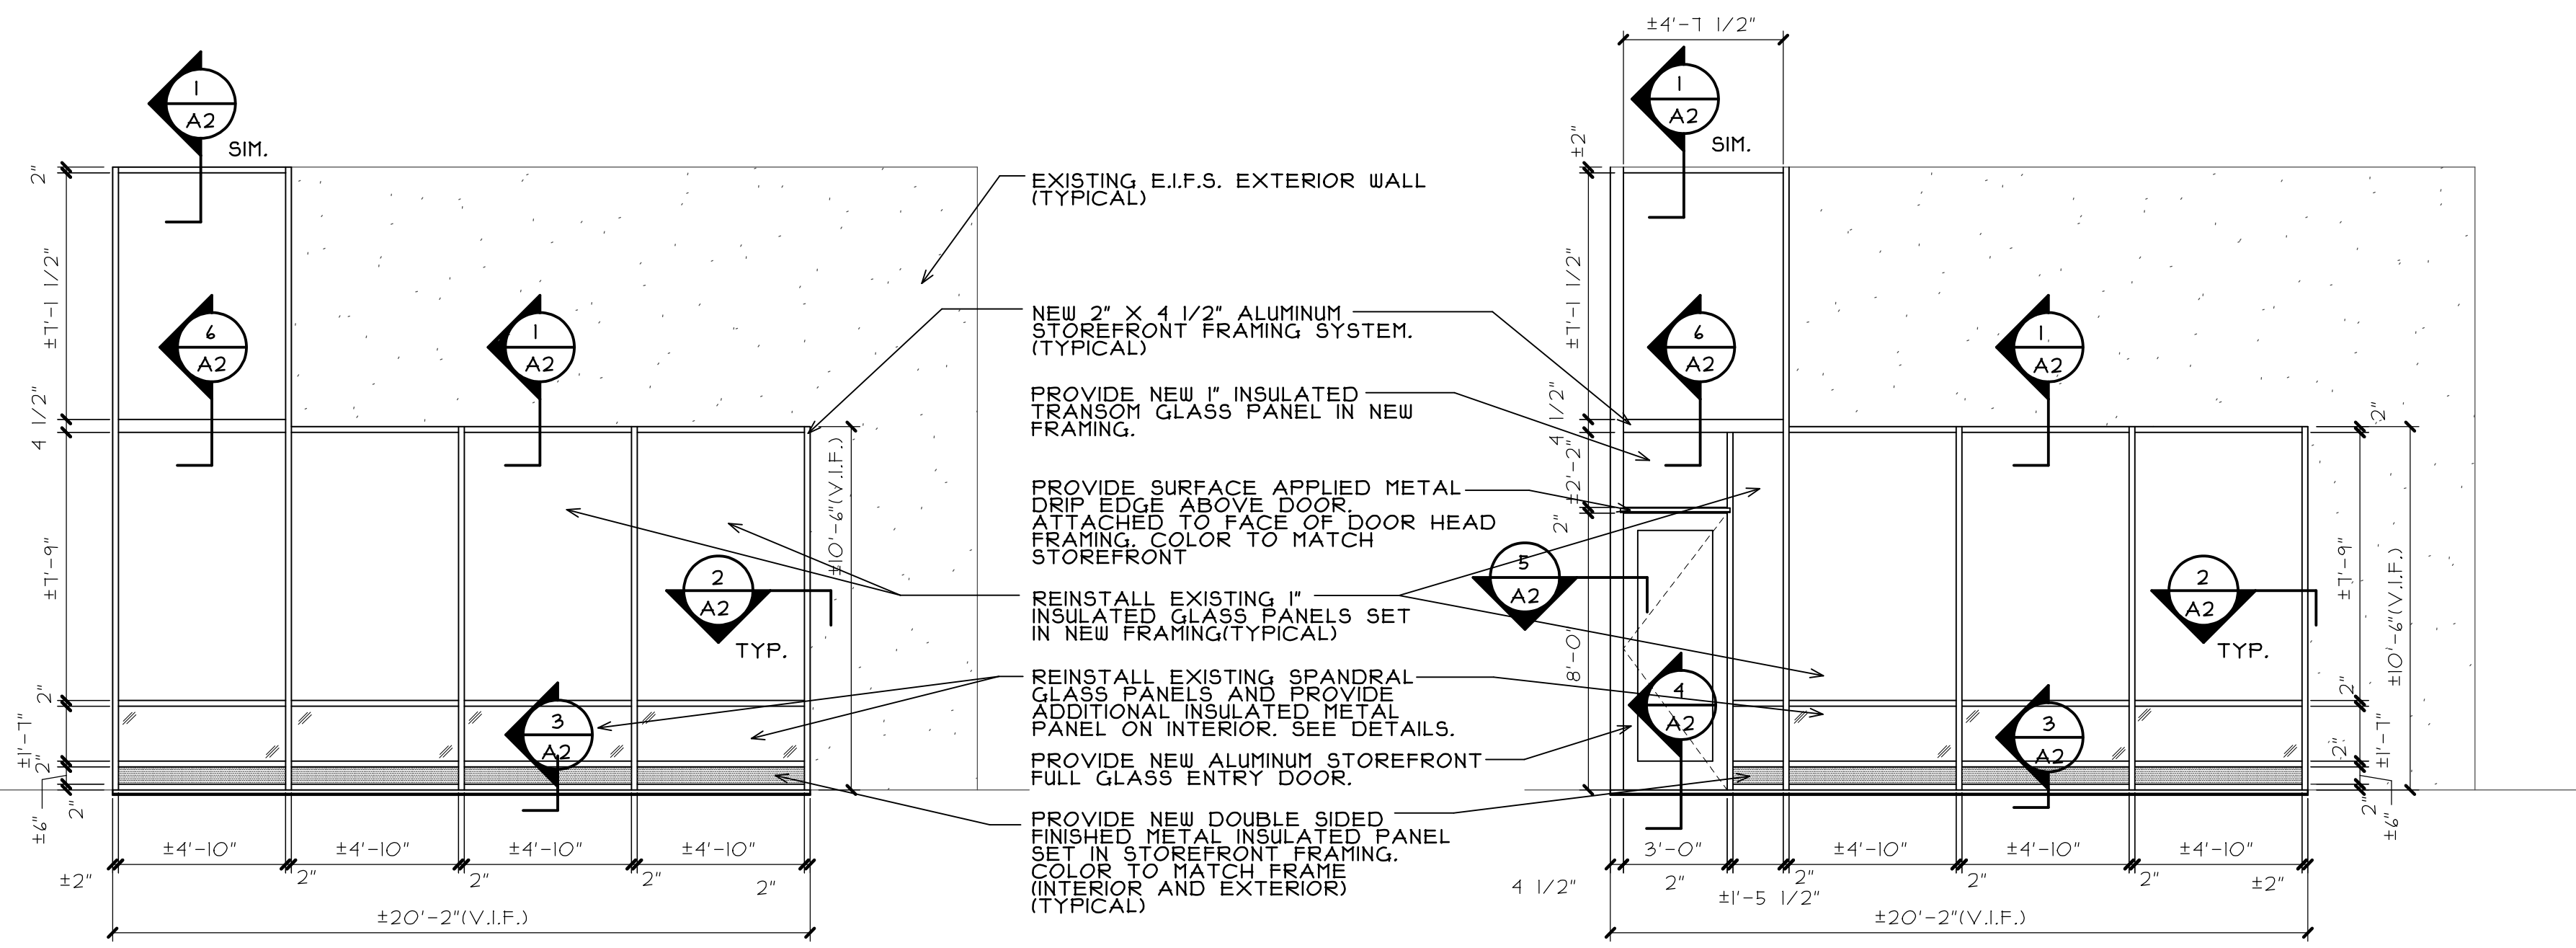 ±4'-7 1/2"
1
A2
SIM.
1
A2
SIM.
2"
±2"
EXISTING E.I.F.S. EXTERIOR WALL
(TYPICAL)
±7'-1 1/2"
±7'-1 1/2"
6
A2
1
A2
NEW 2" X 4 1/2" ALUMINUM
STOREFRONT FRAMING SYSTEM.
(TYPICAL)
6
A2
1
A2
4 1/2"
4 1/2"
2"
PROVIDE NEW 1" INSULATED
TRANSOM GLASS PANEL IN NEW
FRAMING.
±10'-6"(V.I.F.)
±2'-2"
PROVIDE SURFACE APPLIED METAL
DRIP EDGE ABOVE DOOR.
ATTACHED TO FACE OF DOOR HEAD
FRAMING. COLOR TO MATCH
STOREFRONT
2"
±7'-9"
2
A2
TYP.
5
A2
±7'-9"
±10'-6"(V.I.F.)
2
A2
TYP.
REINSTALL EXISTING 1"
INSULATED GLASS PANELS SET
IN NEW FRAMING(TYPICAL)
8'-0"
2"
2"
REINSTALL EXISTING SPANDRAL
GLASS PANELS AND PROVIDE
ADDITIONAL INSULATED METAL
PANEL ON INTERIOR. SEE DETAILS.
3
A2
4
A2
3
A2
±1'-7"
2"
±1'-7"
2"
PROVIDE NEW ALUMINUM STOREFRONT
FULL GLASS ENTRY DOOR.
±6"
2"
2"
±6"
PROVIDE NEW DOUBLE SIDED
FINISHED METAL INSULATED PANEL
SET IN STOREFRONT FRAMING.
COLOR TO MATCH FRAME
(INTERIOR AND EXTERIOR)
(TYPICAL)
±4'-10" ±4'-10" ±4'-10" ±4'-10"
±2" 2" 2" 2" 2"
±20'-2"(V.I.F.)
3'-0" ±4'-10" ±4'-10" ±4'-10"
4 1/2" 2" 2" 2" 2" ±2"
±1'-5 1/2"
±20'-2"(V.I.F.)